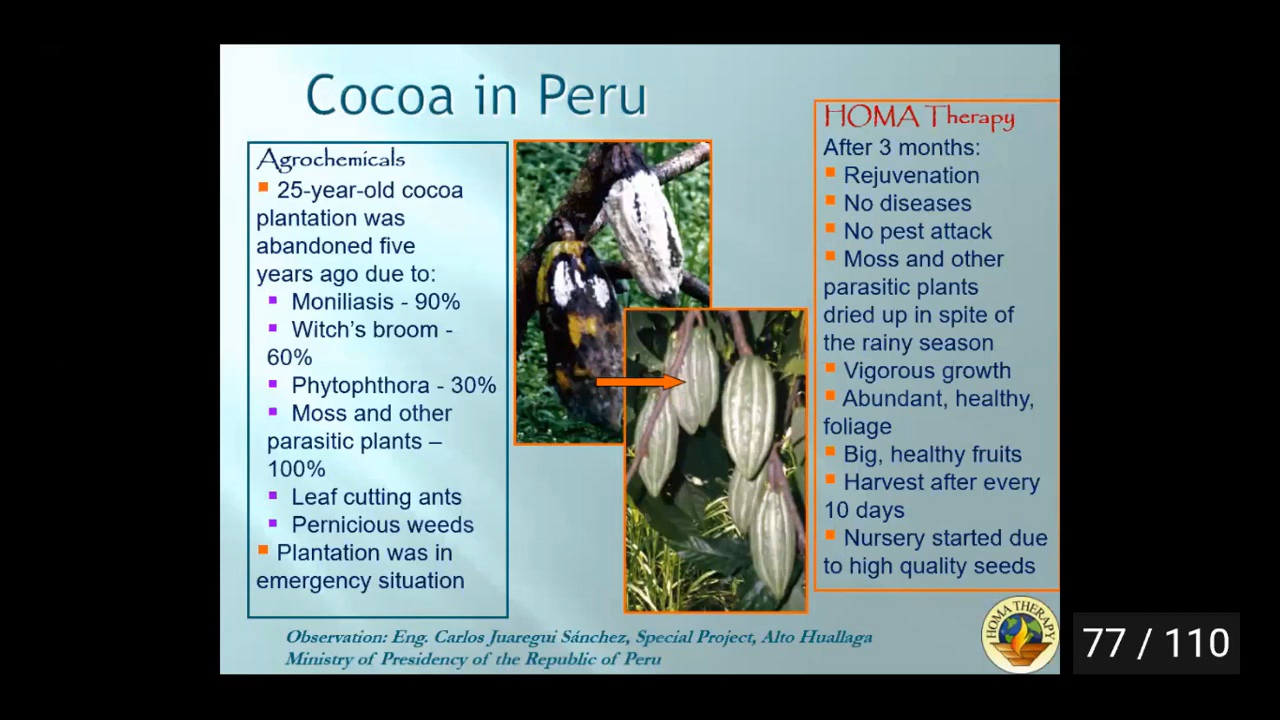 Cocoa in Peru
Agrochemicals
25-year-old cocoa
plantation was
abandoned five
years ago due to:
Moniliasis - 90%
Witch's broom -
60%
Phytophthora - 30%
Moss and other
parasitic plants –
100%
Leaf cutting ants
Pernicious weeds
Plantation was in
emergency situation
HOMA Therapy
After 3 months:
Rejuvenation
No diseases
No pest attack
Moss and other
parasitic plants
dried up in spite of
the rainy season
Vigorous growth
Abundant, healthy,
foliage
Big, healthy fruits
Harvest after every
10 days
Nursery started due
to high quality seeds
Observation: Eng. Carlos Juaregui Sánchez, Special Project, Alto Huallaga
Ministry of Presidency of the Republic of Peru
HOMA THERAPY
77 / 110